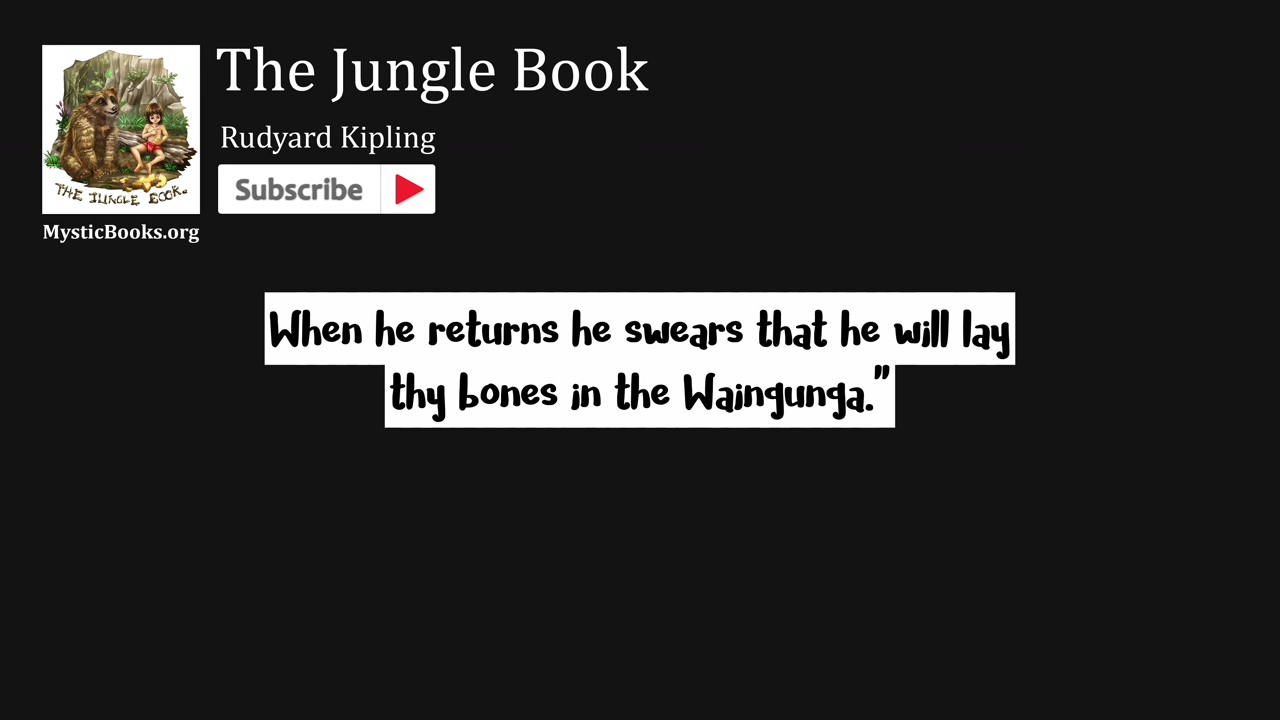 The Jungle Book
Rudyard Kipling
Subscribe
THE JUNGLE BOOK.
MysticBooks.org
When he returns he swears that he will lay
thy bones in the Waingunga."